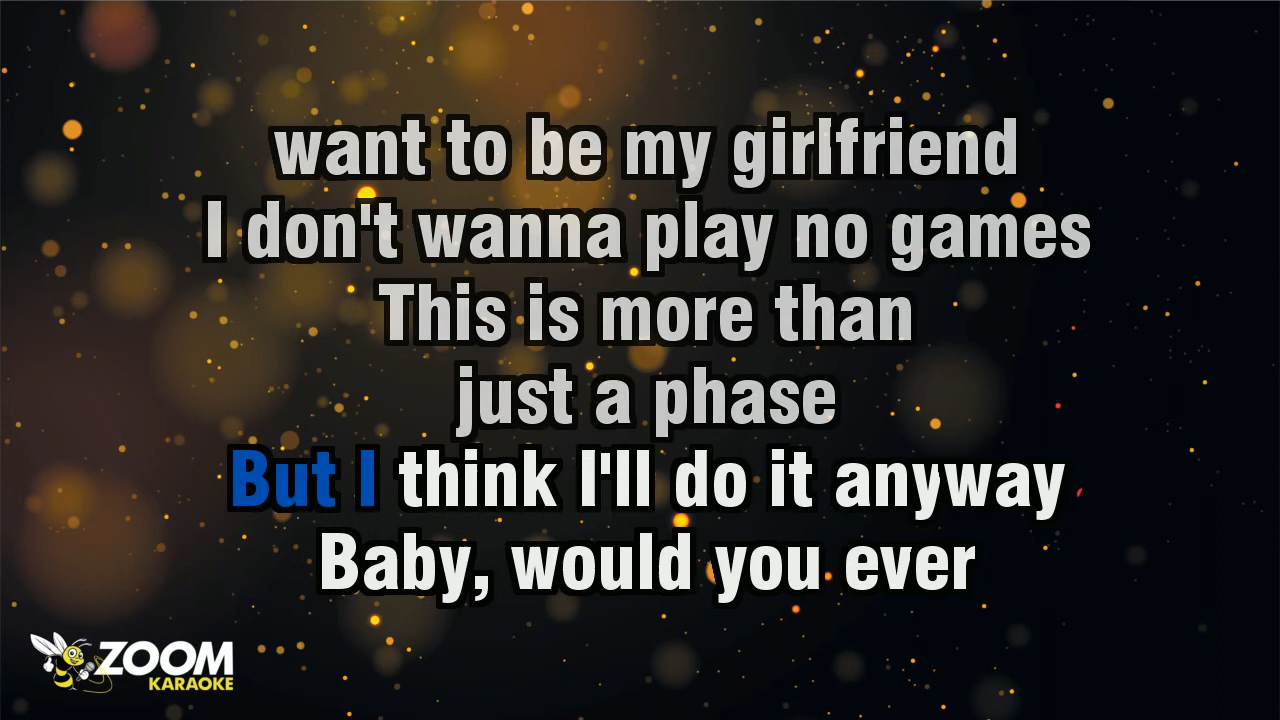 want to be my girlfriend
I don't wanna play no games
This is more than
just a phase
But I think I'll do it anyway
Baby, would you ever
ZOOM
KARAOKE